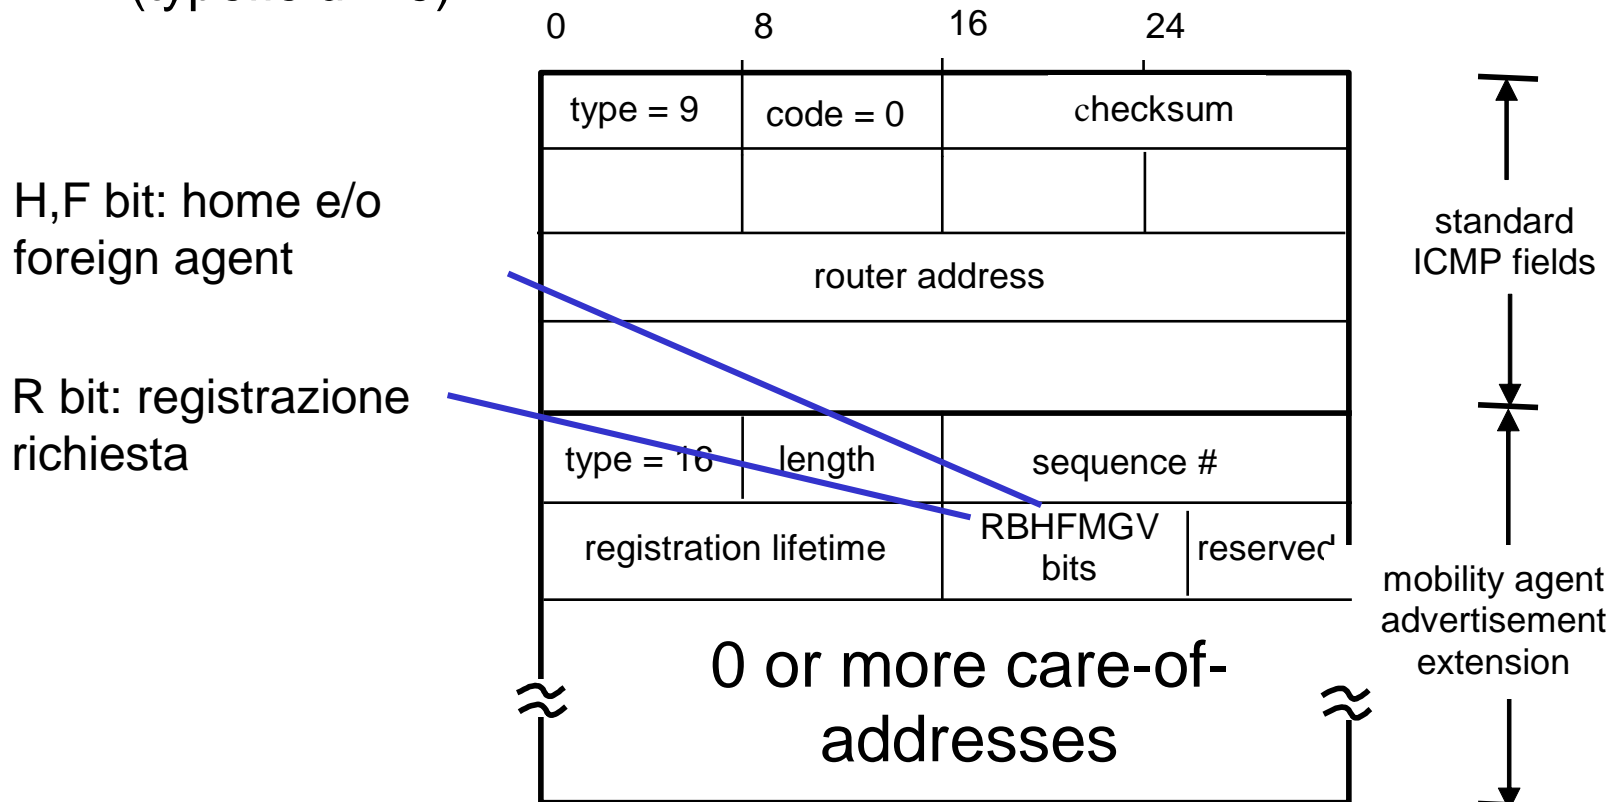 0 8 16 24
type = 9 code = 0 checksum
H,F bit: home e/o
foreign agent
standard
ICMP fields
router address
R bit: registrazione
richiesta
type = 16 length sequence #
registration lifetime RBHFMGV
bits reserved
mobility agent
advertisement
extension
0 or more care-of-
addresses